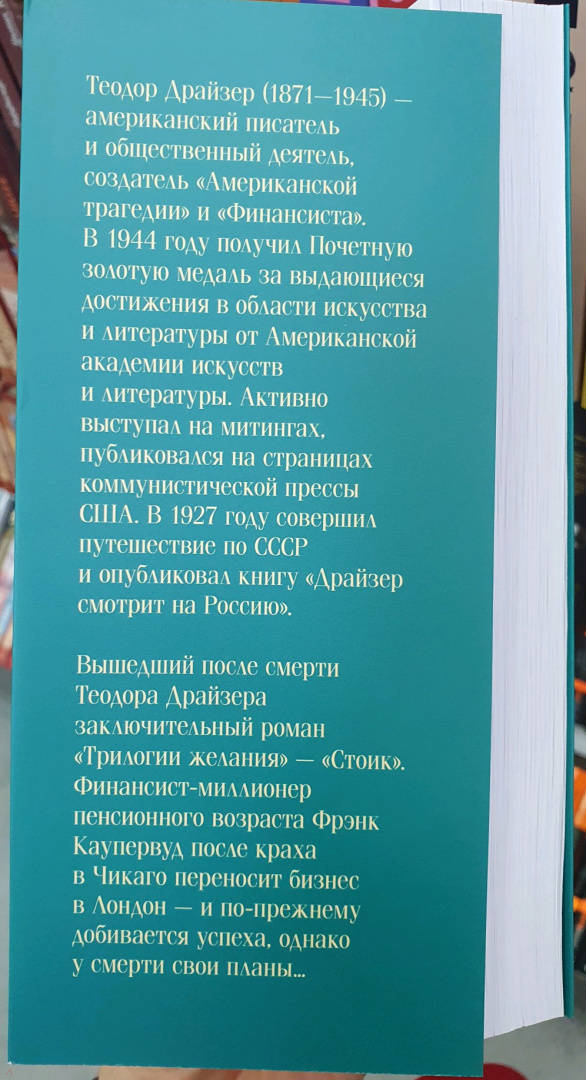 Теодор Драйзер (1871—1945) —
американский писатель
и общественный деятель,
создатель «Американской
трагедии» и «Финансиста».
В 1944 году получил Почетную
золотую медаль за выдающиеся
достижения в области искусства
и литературы от Американской
академии искусств
и литературы. Активно
выступал на митингах,
публиковался на страницах
коммунистической прессы
США. В 1927 году совершил
путешествие по СССР
и опубликовал книгу «Драйзер
смотрит на Россию».
Вышедший после смерти
Теодора Драйзера
заключительный роман
«Трилогии желания» — «Стоик».
Финансист-миллионер
пенсионного возраста Фрэнк
Каупервуд после краха
в Чикаго переносит бизнес
в Лондон — и по-прежнему
добивается успеха, однако
у смерти свои планы...